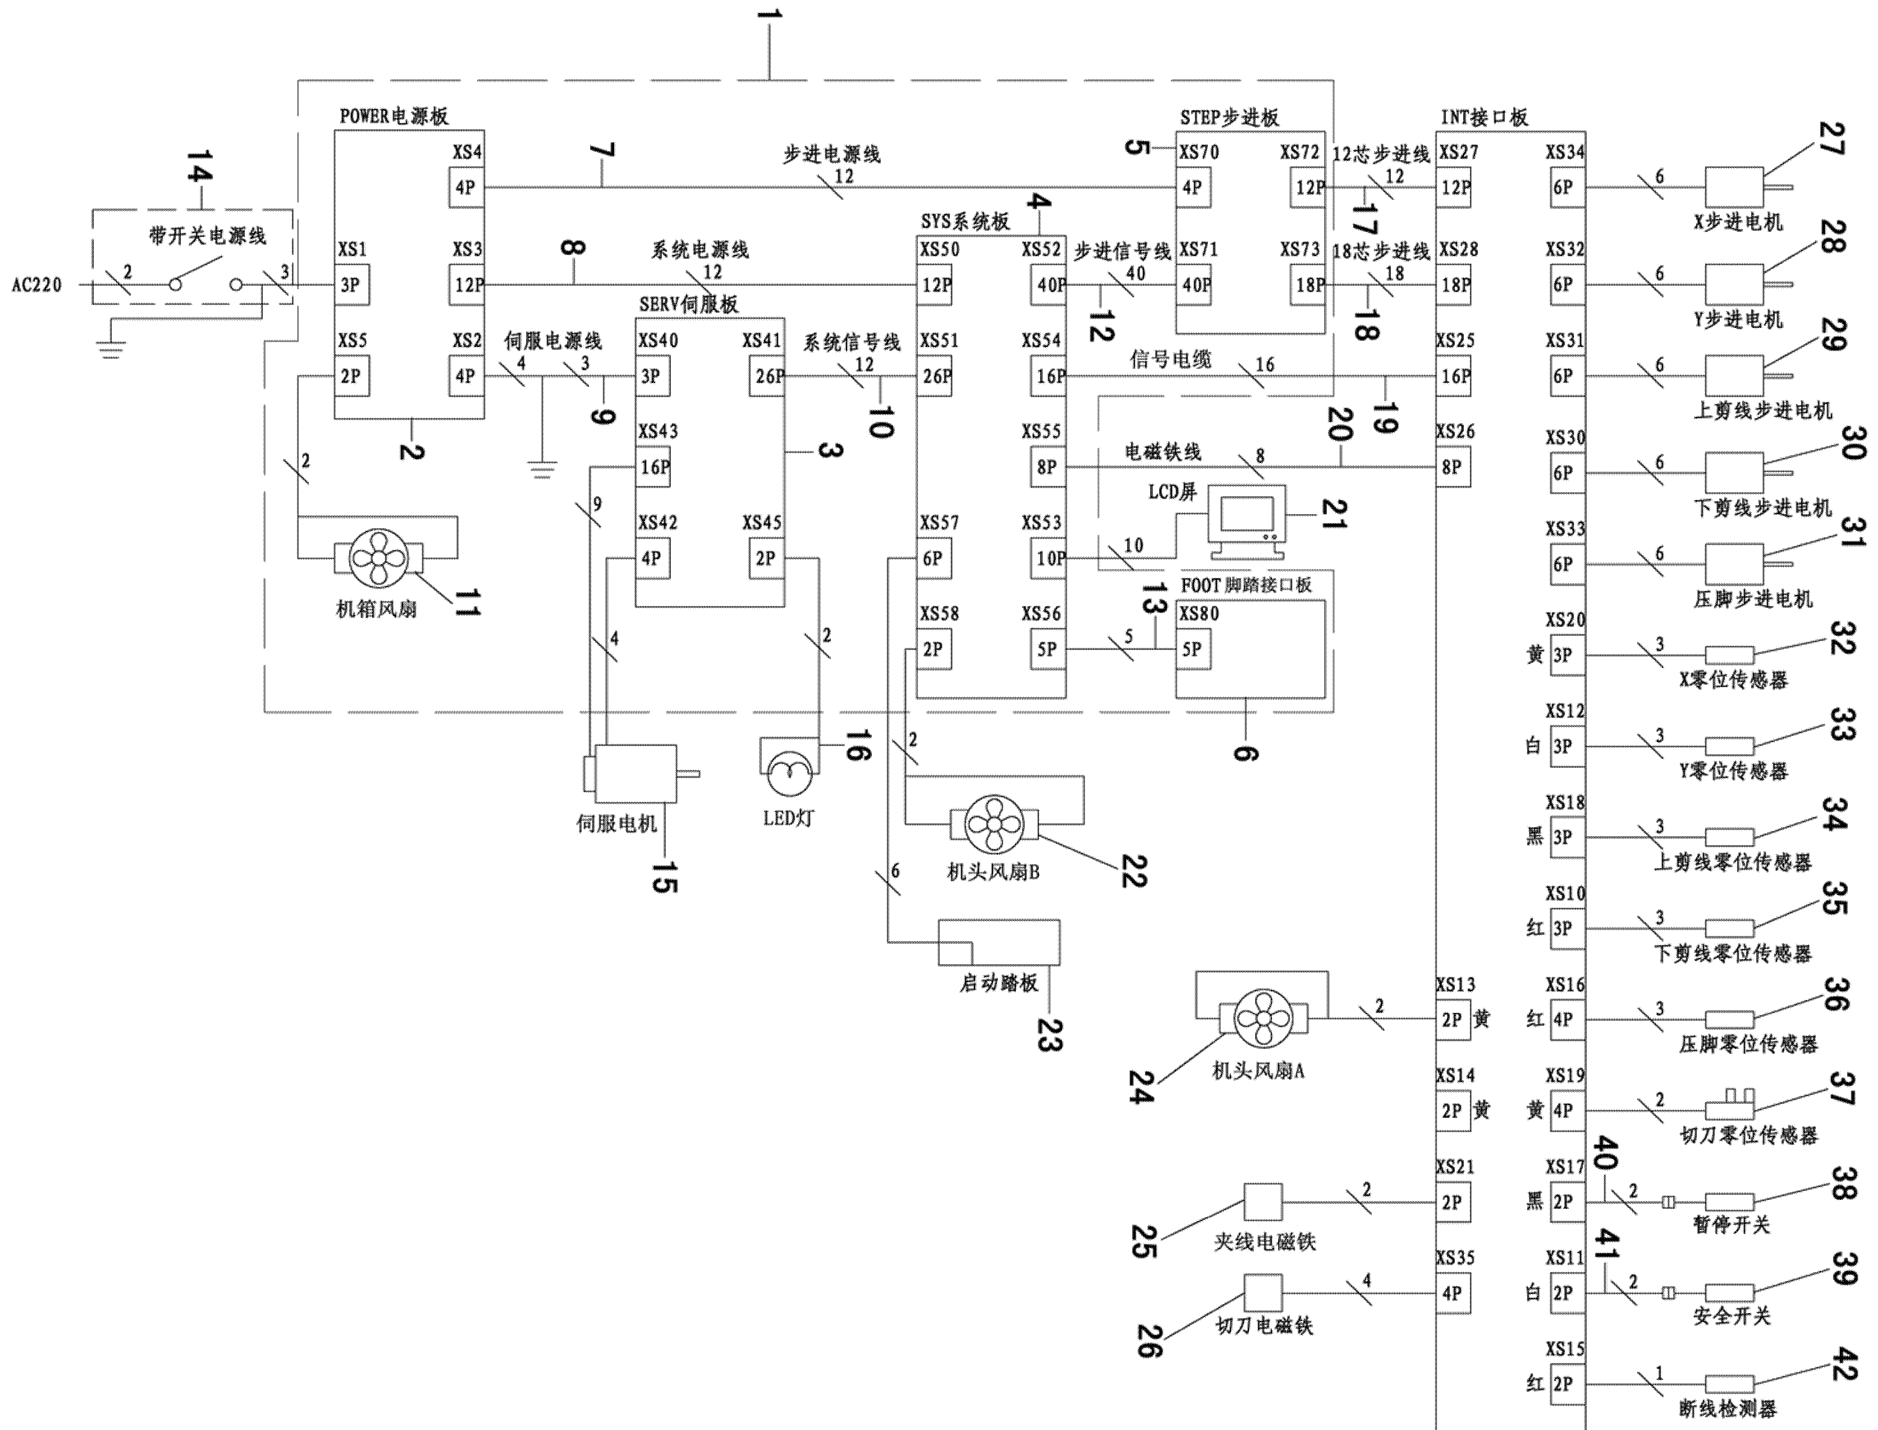 1
POWER电源板
STEP步进板
INT接口板
14
带开关电源线
AC220
2
3
XS1
3P
XS5
2P
XS4
4P
XS3
12P
XS2
4P
2
7
步进电源线
12
8
系统电源线
12
伺服电源线
4
3
9
2
机箱风扇
11
SERV伺服板
XS40
3P
XS43
16P
XS42
4P
XS41
26P
XS45
2P
3
9
4
2
系统信号线
12
10
伺服电机
15
LED灯
16
SYS系统板
4
XS50
12P
XS51
26P
XS57
6P
XS58
2P
XS52
40P
XS54
16P
XS55
8P
XS53
10P
XS56
5P
步进信号线
40
12
信号电缆
16
19
电磁铁线
8
20
LCD屏
21
10
FOOT脚踏接口板
13
5
XS80
5P
6
2
机头风扇B
22
6
启动踏板
23
5
XS70
4P
XS71
40P
XS72
12P
XS73
18P
12芯步进线
12
17
18芯步进线
18
18
XS27
12P
XS28
18P
XS25
16P
XS26
8P
XS13
2P 黄
XS14
2P 黄
XS21
2P
XS35
4P
2
机头风扇A
24
2
夹线电磁铁
25
4
切刀电磁铁
26
XS34
6P
6
X步进电机
27
XS32
6P
6
Y步进电机
28
XS31
6P
6
上剪线步进电机
29
XS30
6P
6
下剪线步进电机
30
XS33
6P
6
压脚步进电机
31
XS20
黄 3P
3
X零位传感器
32
XS12
白 3P
3
Y零位传感器
33
XS18
黑 3P
3
上剪线零位传感器
34
XS10
红 3P
3
下剪线零位传感器
35
XS16
红 4P
3
压脚零位传感器
36
XS19
黄 4P
2
切刀零位传感器
37
XS17
黑 2P
40
2
暂停开关
38
XS11
白 2P
41
2
安全开关
39
XS15
红 2P
1
断线检测器
42